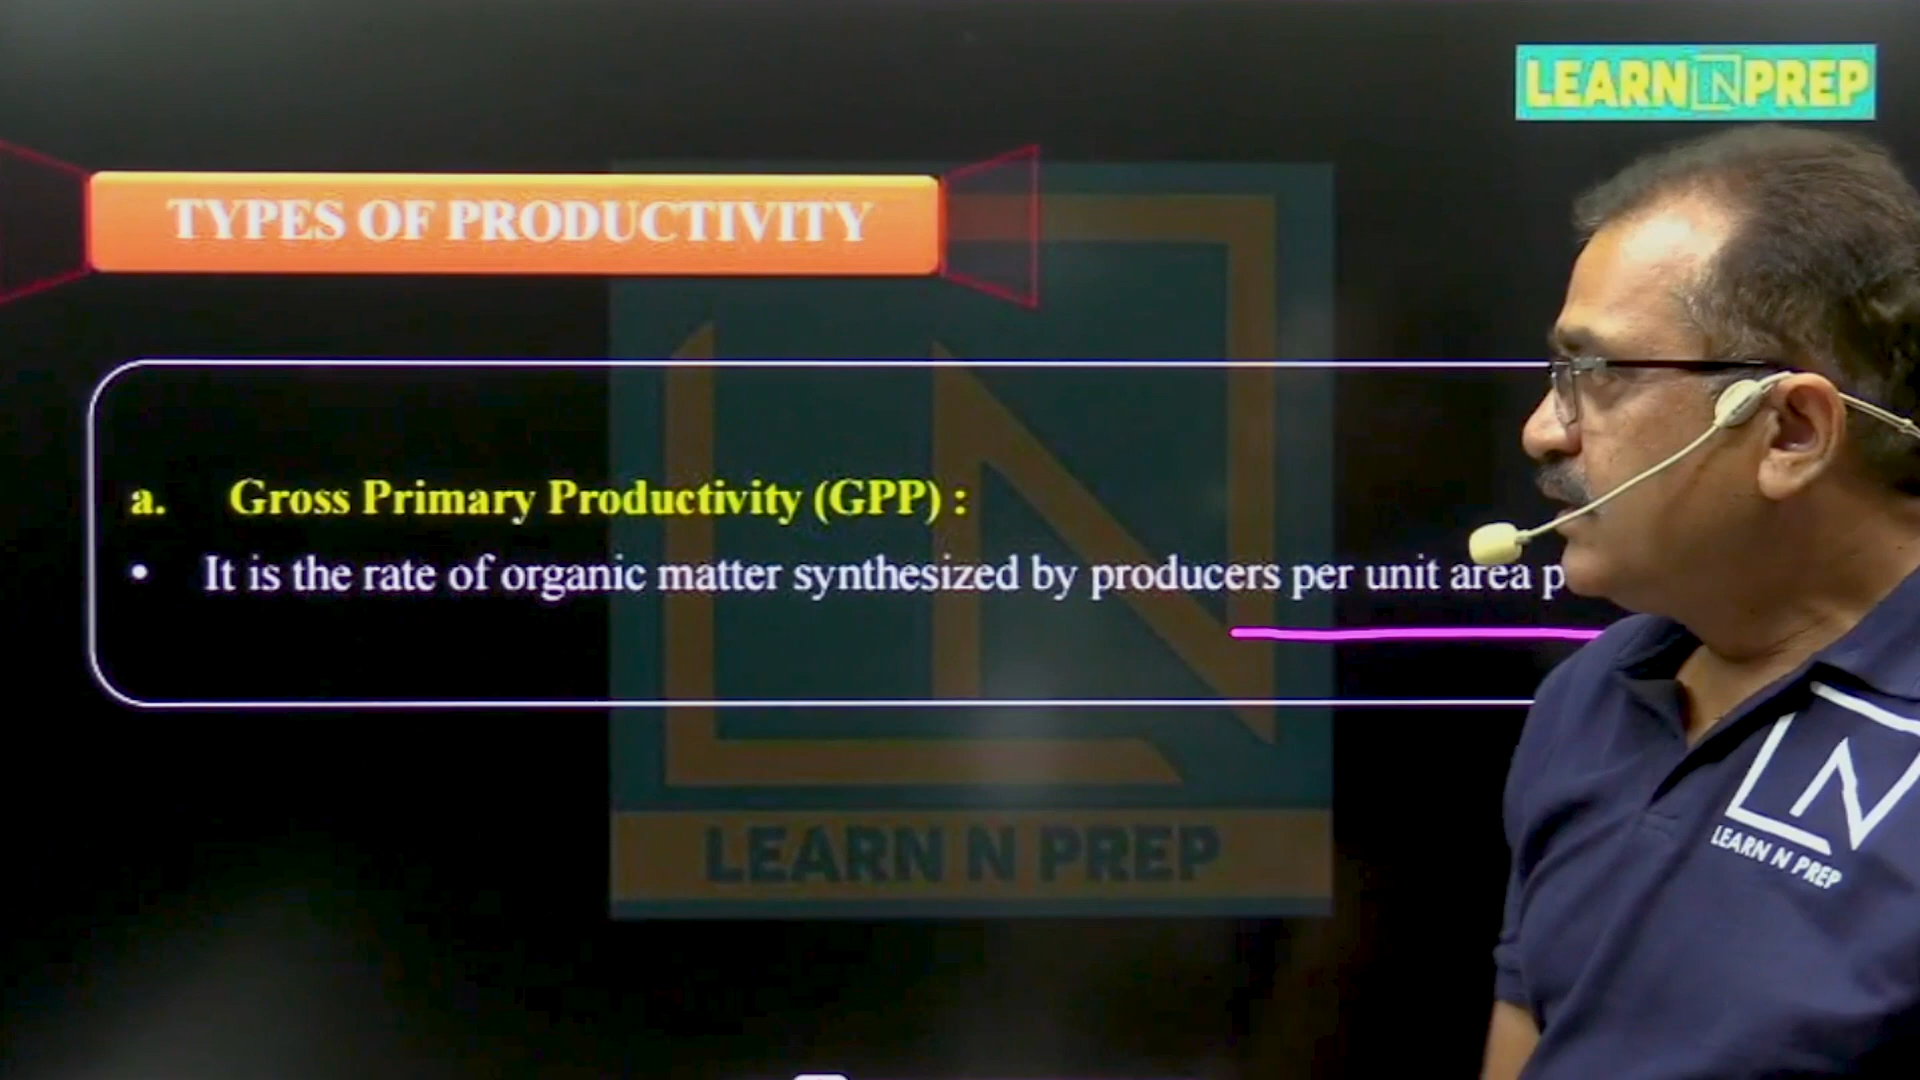 LEARN N PREP
TYPES OF PRODUCTIVITY
a. Gross Primary Productivity (GPP) :
• It is the rate of organic matter synthesized by producers per unit area p
LEARN N PREP
LEARN N PREP